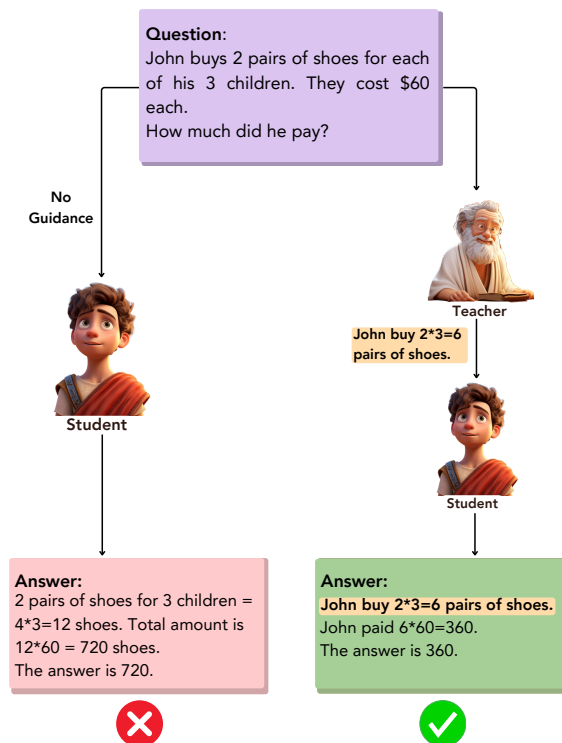 Question:
John buys 2 pairs of shoes for each
of his 3 children. They cost $60
each.
How much did he pay?
No
Guidance
Teacher
John buy 2*3=6
pairs of shoes.
Student
Student
Answer:
2 pairs of shoes for 3 children =
4*3=12 shoes. Total amount is
12*60 = 720 shoes.
The answer is 720.
Answer:
John buy 2*3=6 pairs of shoes.
John paid 6*60=360.
The answer is 360.